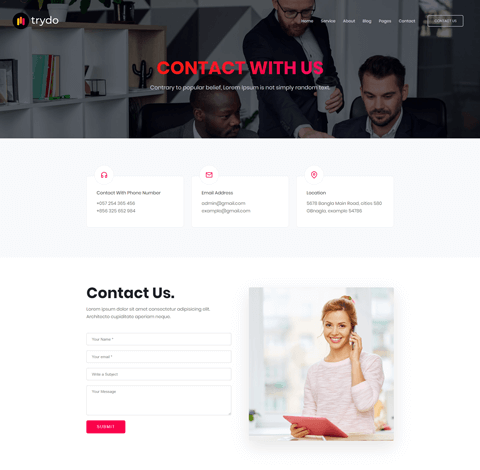 trydo
Home Service About Blog Pages Contact
CONTACT US
CONTACT WITH US
Contrary to popular belief, Lorem Ipsum is not simply random text.
Contact With Phone Number
+057 254 365 456
+856 325 652 984
Email Address
admin@gmail.com
example@gmail.com
Location
5678 Bangla Main Road, cities 580
GBnagla, example 54786
Contact Us.
Lorem ipsum dolor sit amet consectetur adipisicing elit.
Architecto cupiditate aperiam neque.
Your Name *
Your email *
Write a Subject
Your Message
SUBMIT